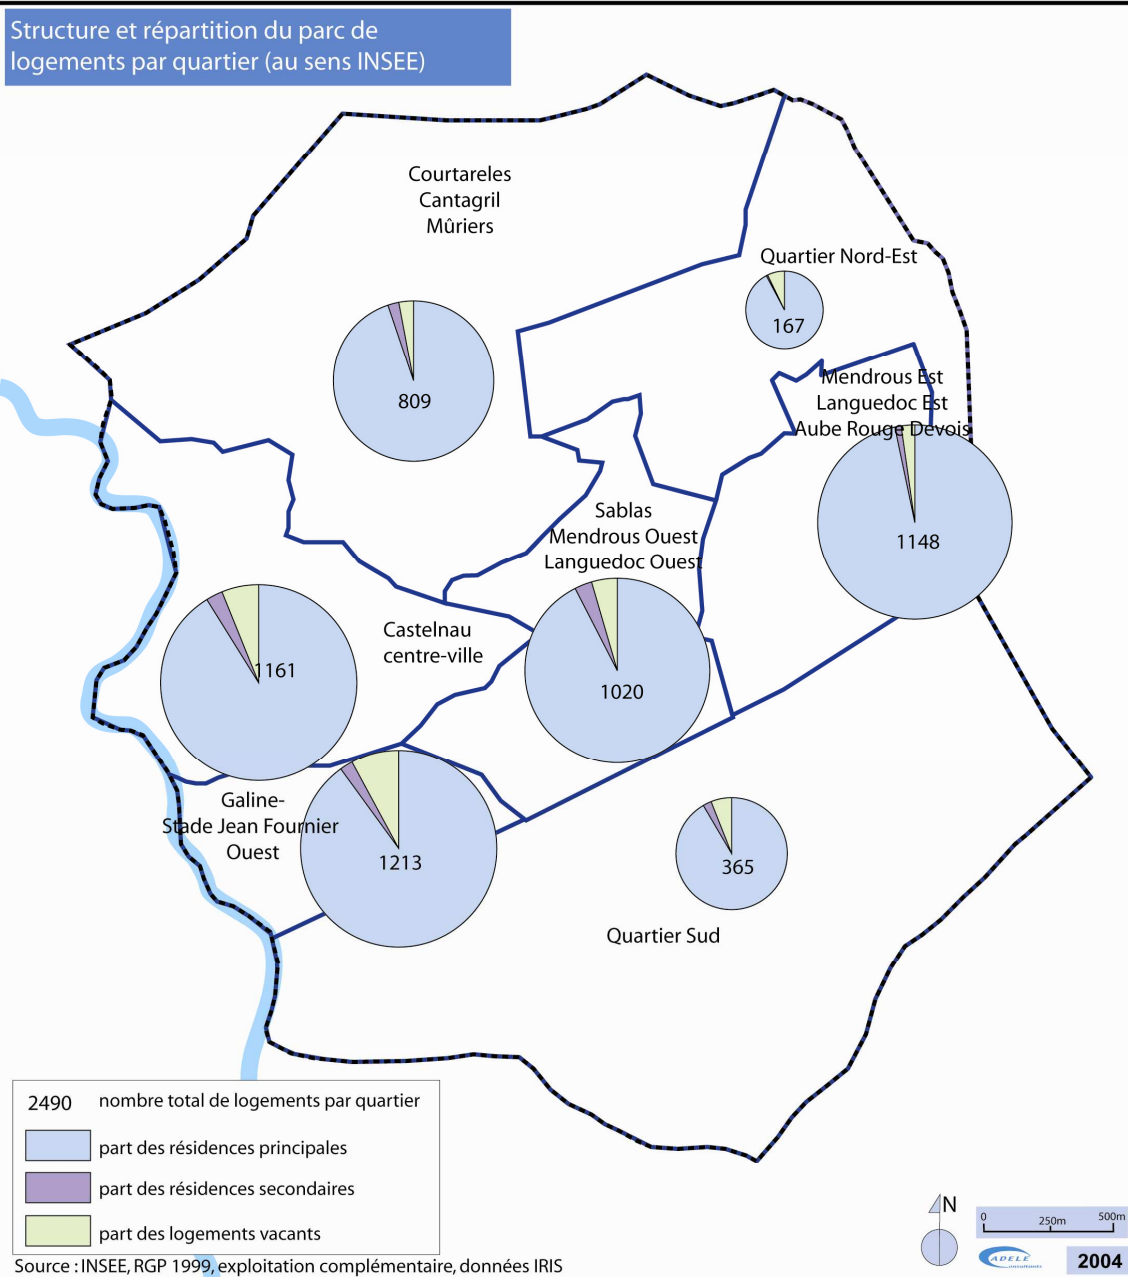 Structure et répartition du parc de
logements par quartier (au sens INSEE)
Courtareles
Cantagril
Mûriers
Quartier Nord-Est
167
809
Mendrous Est
Languedoc Est
Aube Rouge Devois
1148
Sablas
Mendrous Ouest
Languedoc Ouest
1020
Castelnau
centre-ville
1161
Galine-
Stade Jean Fournier
Ouest
1213
365
Quartier Sud
2490 nombre total de logements par quartier
part des résidences principales
part des résidences secondaires
part des logements vacants
Source : INSEE, RGP 1999, exploitation complémentaire, données IRIS
N
0 250m 500m
ADELE
consultants
2004